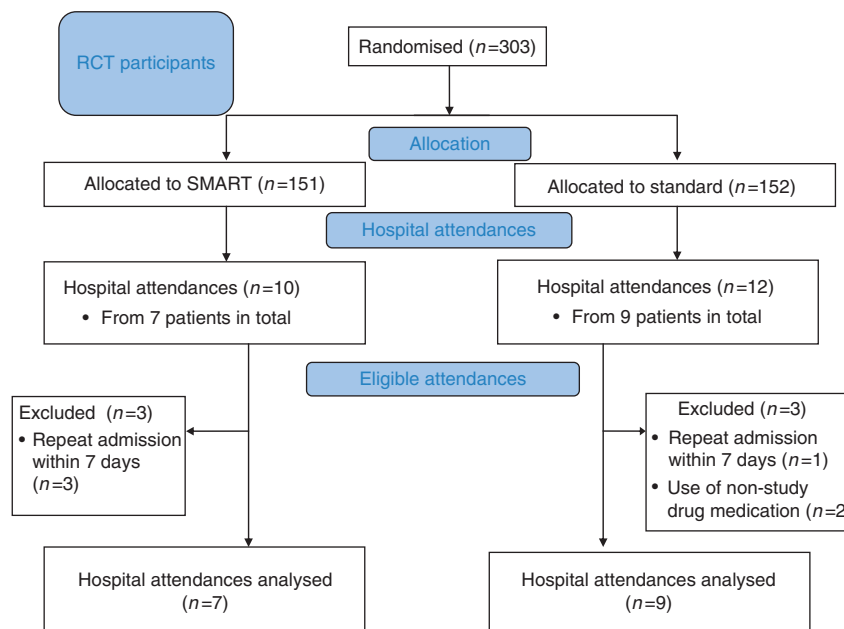 RCT participants
Randomised (n=303)
Allocation
Allocated to SMART (n=151)
Allocated to standard (n=152)
Hospital attendances
Hospital attendances (n=10)
• From 7 patients in total
Hospital attendances (n=12)
• From 9 patients in total
Eligible attendances
Excluded (n=3)
• Repeat admission
within 7 days
(n=3)
Excluded (n=3)
• Repeat admission
within 7 days (n=1)
• Use of non-study
drug medication (n=2
Hospital attendances analysed
(n=7)
Hospital attendances analysed
(n=9)